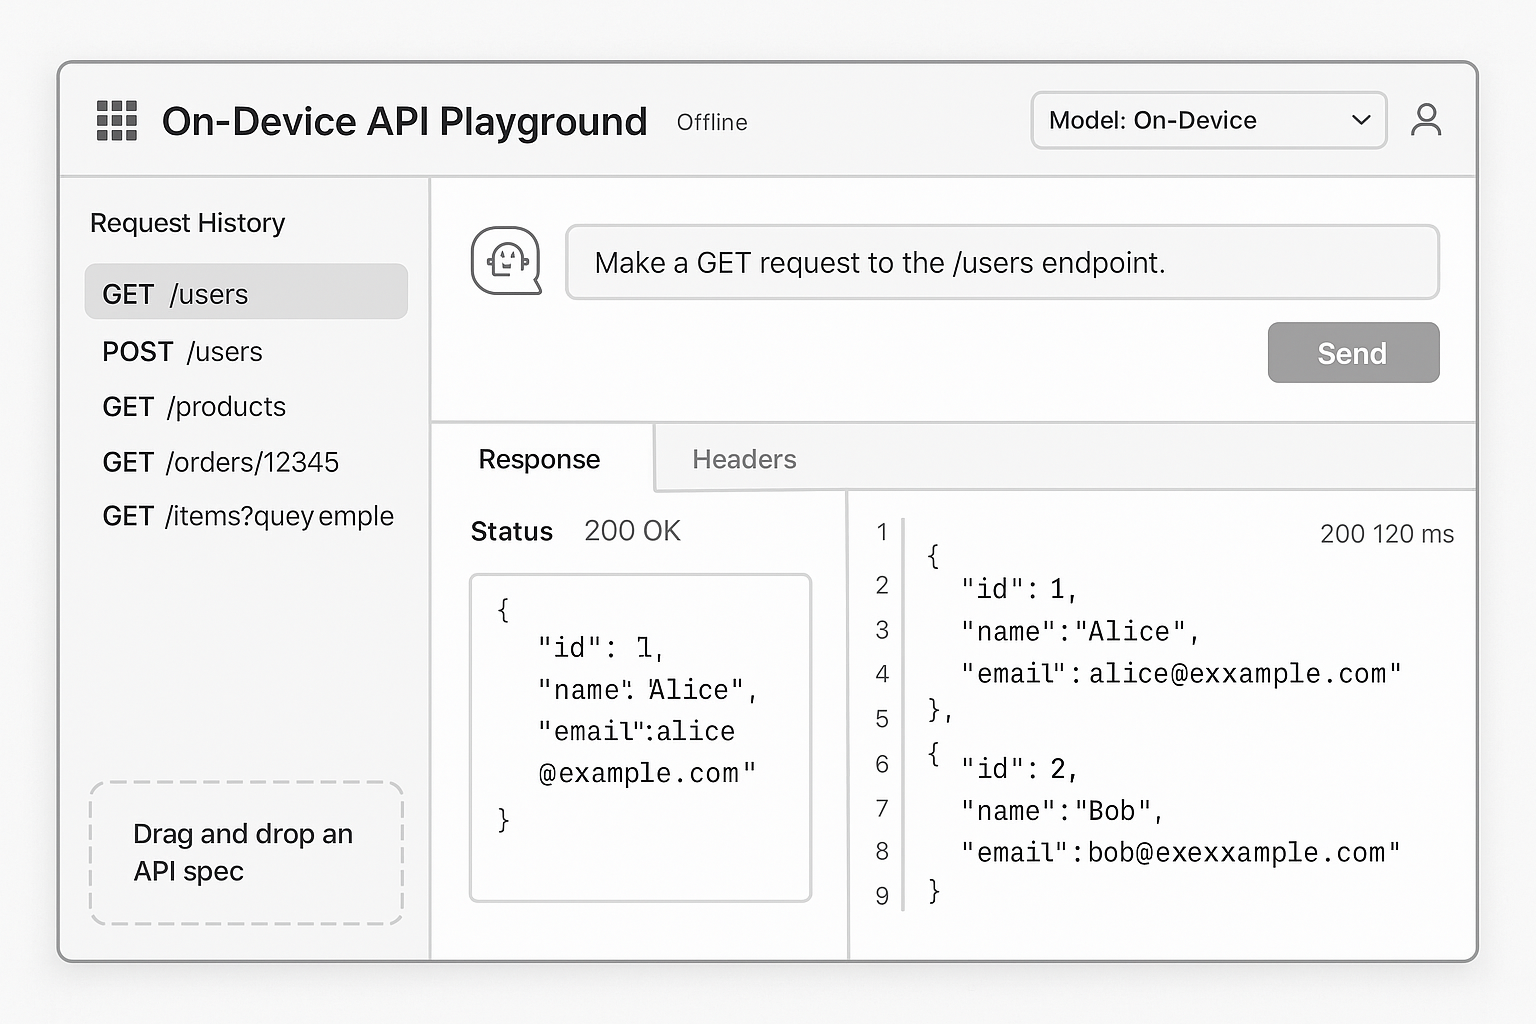 On-Device API Playground Offline
Model: On-Device
Request History
GET /users
POST /users
GET /products
GET /orders/12345
GET /items?quey emple
Drag and drop an
API spec
Make a GET request to the /users endpoint.
Send
Response
Headers
Status 200 OK
{
"id": 1,
"name": "Alice",
"email":alice
@example.com"
}
200 120 ms
1
{
2 "id": 1,
3 "name":"Alice",
4 "email":alice@exxample.com"
5 },
6 { "id": 2,
7 "name":"Bob",
8 "email":bob@exexxample.com"
9 }